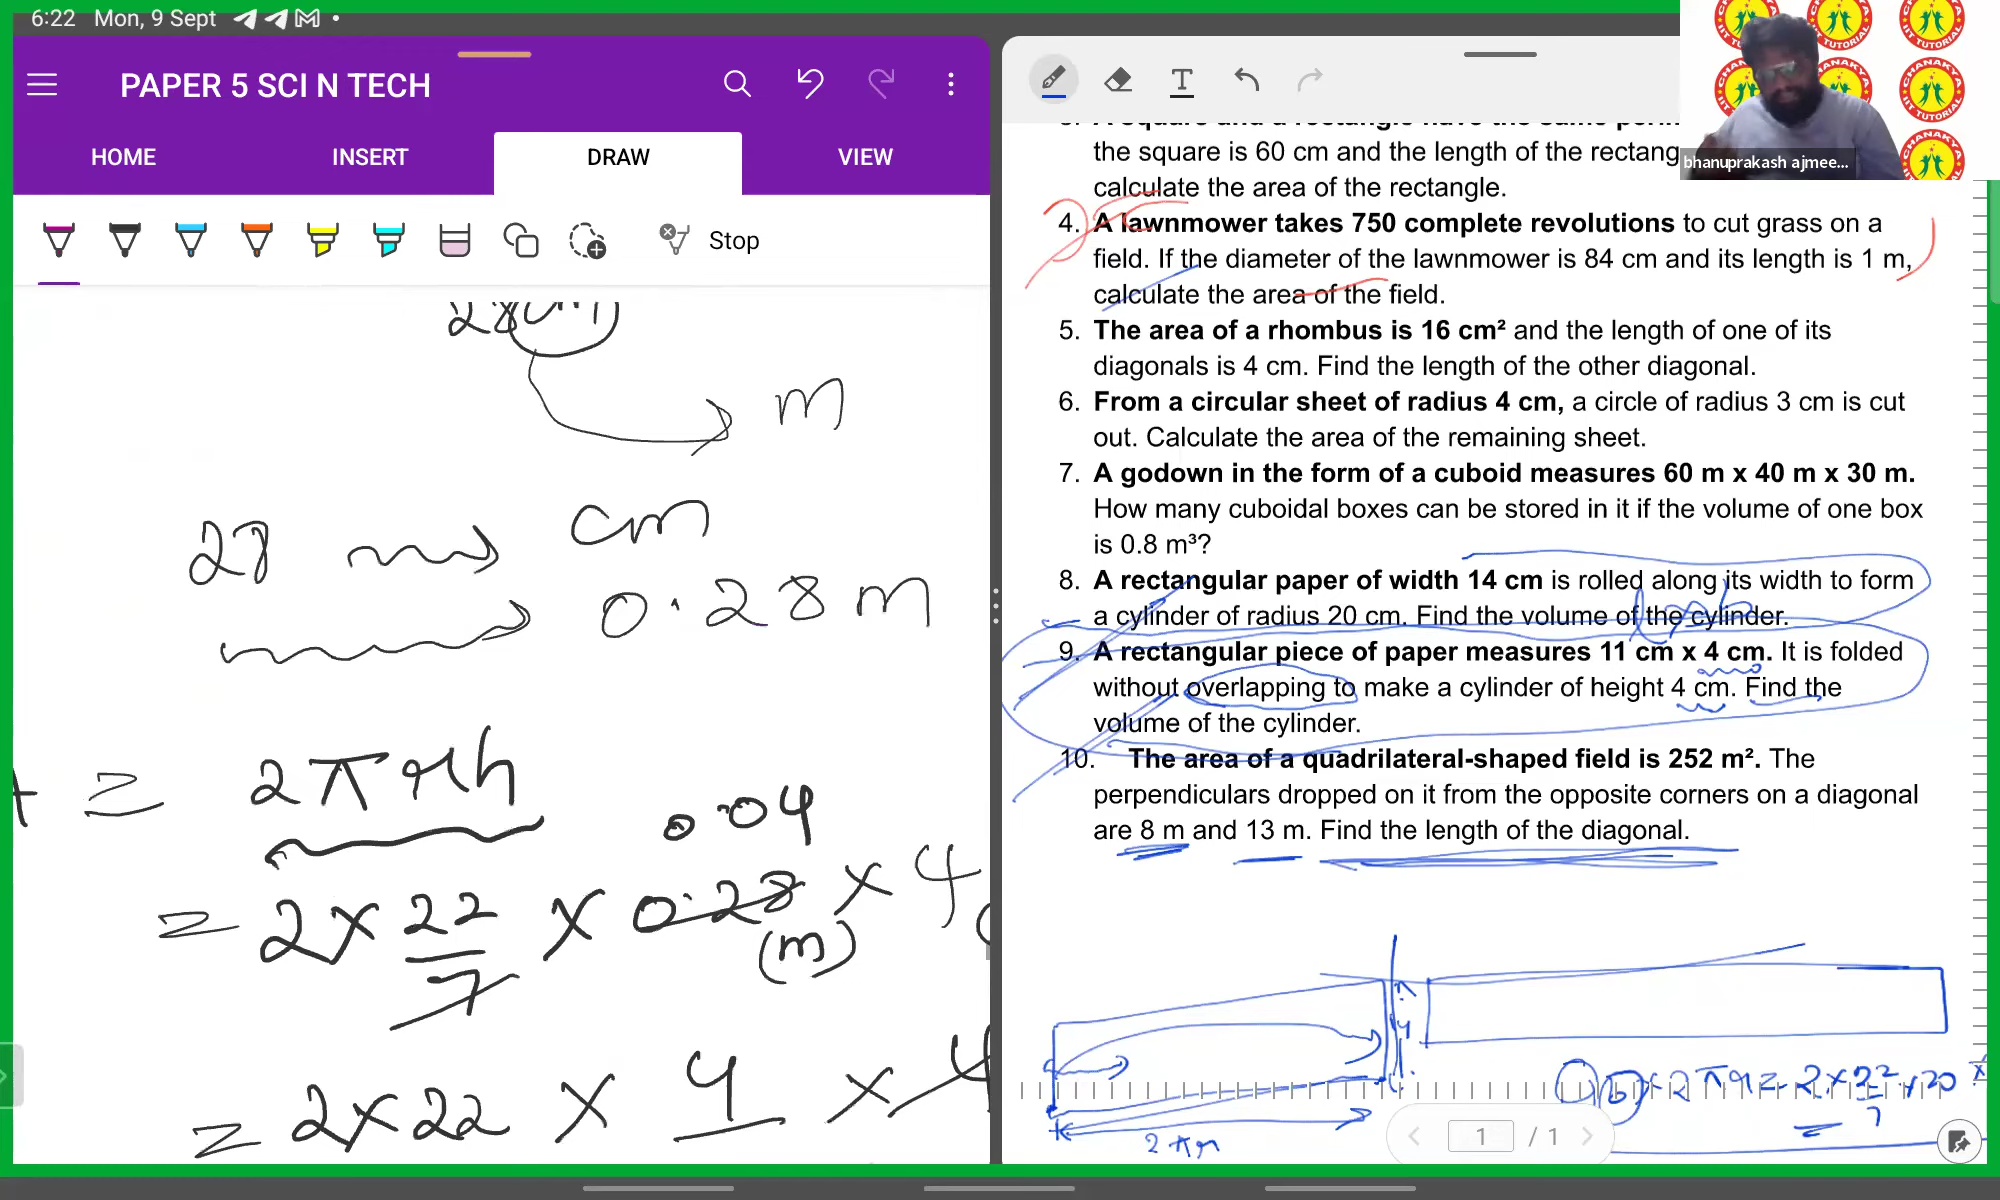 6:22 Mon, 9 Sept
PAPER 5 SCI N TECH
HOME INSERT DRAW VIEW
Stop
m
28 cm
0.28 m
= 2πrh
0.04
= 2 × 22/7 × 0.28 × 4
(m)
= 2×22 × 4 × 4
bhanuprakash ajmee...
CHANAKYA
IIT TUTORIAL
the square is 60 cm and the length of the rectang
calculate the area of the rectangle.
4. A lawnmower takes 750 complete revolutions to cut grass on a
field. If the diameter of the lawnmower is 84 cm and its length is 1 m,
calculate the area of the field.
5. The area of a rhombus is 16 cm² and the length of one of its
diagonals is 4 cm. Find the length of the other diagonal.
6. From a circular sheet of radius 4 cm, a circle of radius 3 cm is cut
out. Calculate the area of the remaining sheet.
7. A godown in the form of a cuboid measures 60 m x 40 m x 30 m.
How many cuboidal boxes can be stored in it if the volume of one box
is 0.8 m³?
8. A rectangular paper of width 14 cm is rolled along its width to form
a cylinder of radius 20 cm. Find the volume of the cylinder.
9. A rectangular piece of paper measures 11 cm x 4 cm. It is folded
without overlapping to make a cylinder of height 4 cm. Find the
volume of the cylinder.
10. The area of a quadrilateral-shaped field is 252 m². The
perpendiculars dropped on it from the opposite corners on a diagonal
are 8 m and 13 m. Find the length of the diagonal.
2πr = 2×22/7×20
2πr
1 / 1